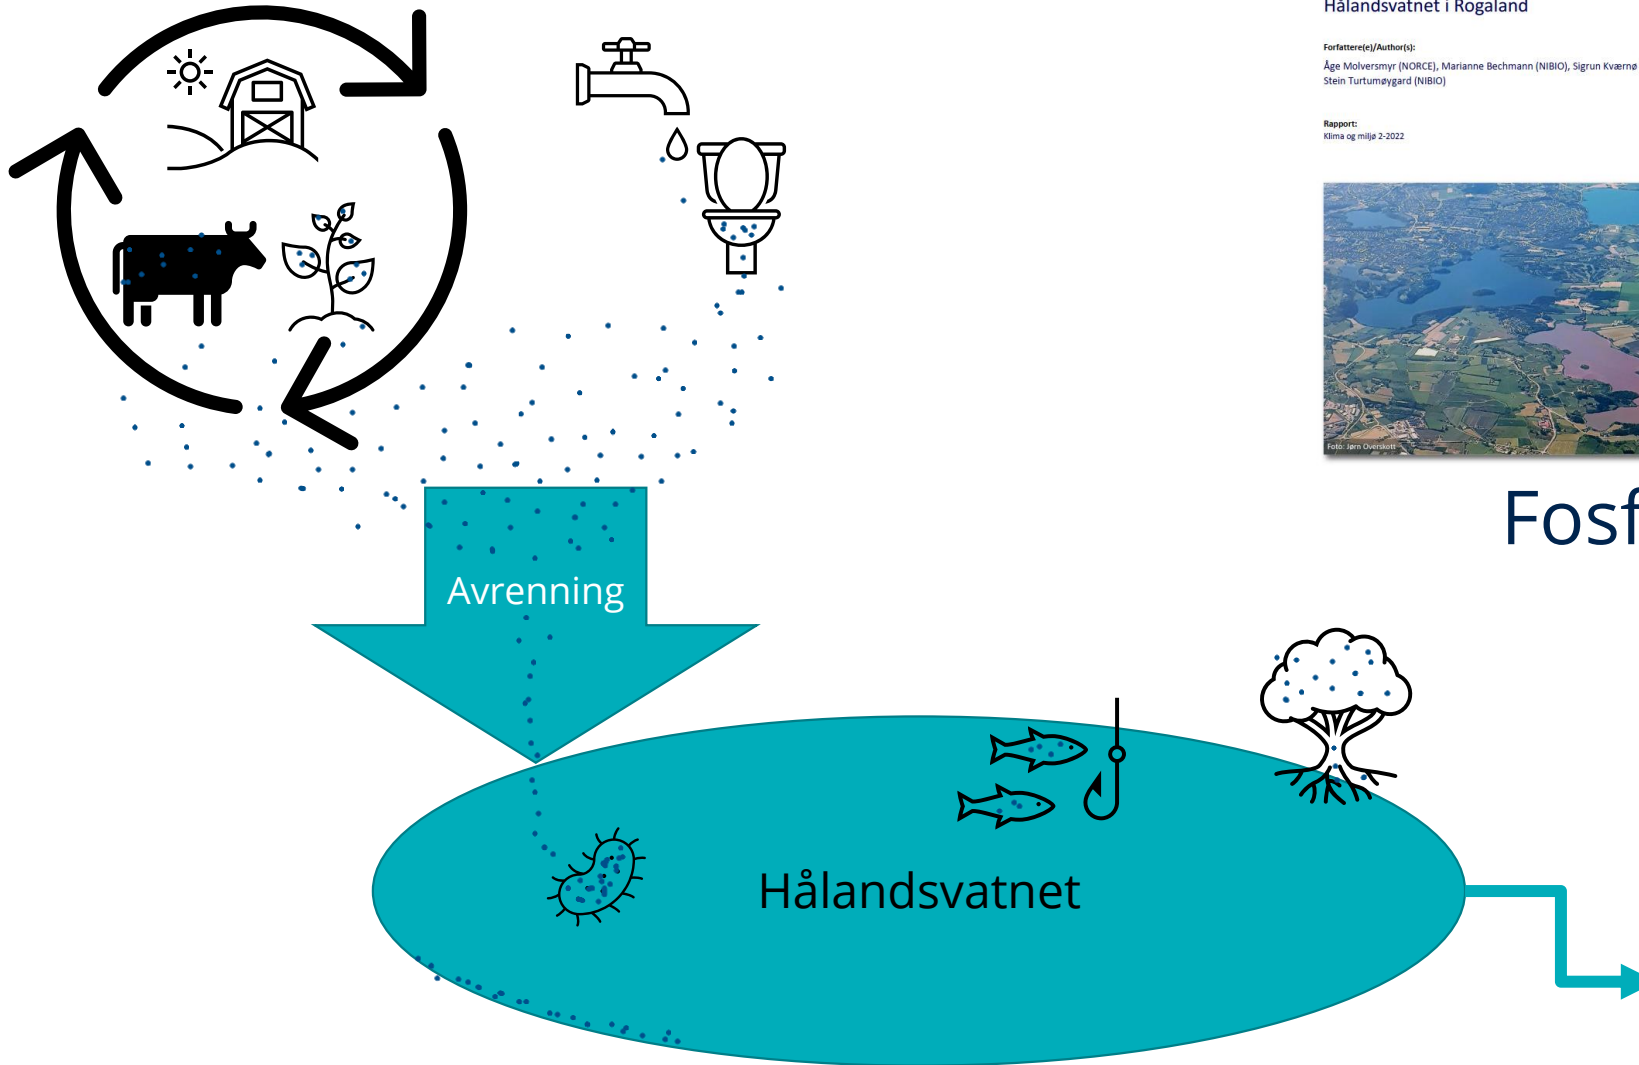 Hålandsvatnet i Rogaland
Forfattere(e)/Author(s):
Åge Molversmyr (NORCE), Marianne Bechmann (NIBIO), Sigrun Kværnø
Stein Turtumøygard (NIBIO)
Rapport:
Klima og miljø 2-2022
Foto: Jørn Overskott
Fosf
Avrenning
Hålandsvatnet